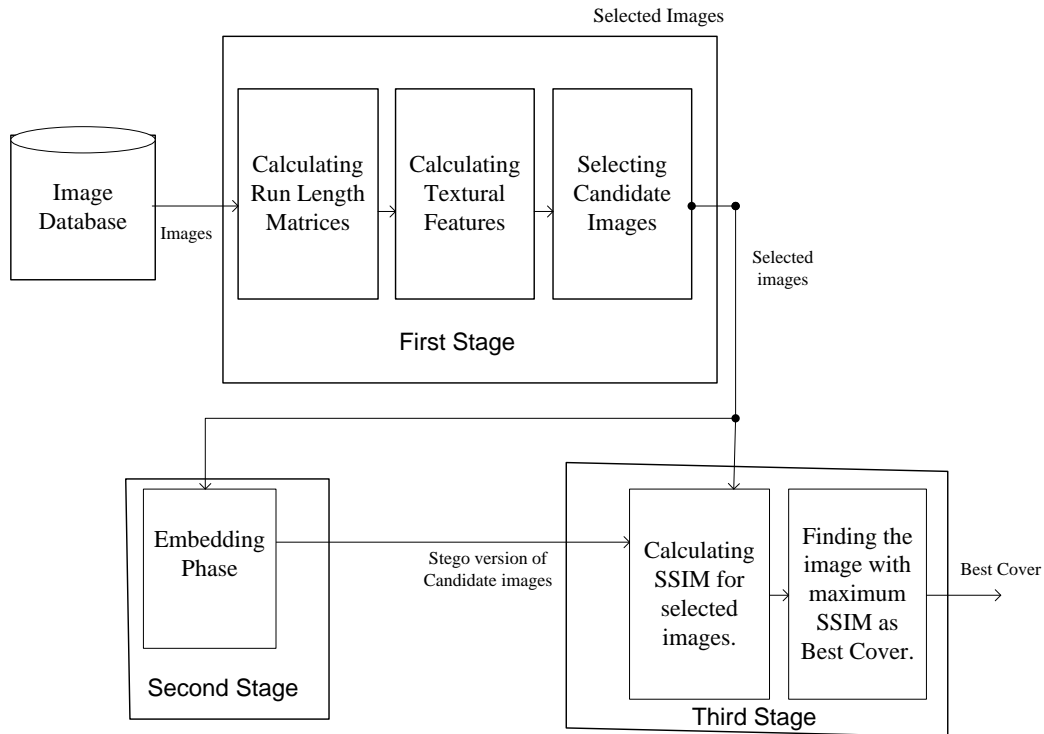 Selected Images
Image
Database
Images
Calculating
Run Length
Matrices
Calculating
Textural
Features
Selecting
Candidate
Images
Selected
images
First Stage
Embedding
Phase
Second Stage
Stego version of
Candidate images
Calculating
SSIM for
selected
images.
Finding the
image with
maximum
SSIM as
Best Cover.
Best Cover
Third Stage